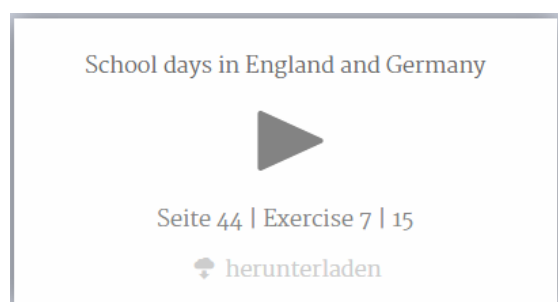 School days in England and Germany
Seite 44 | Exercise 7 | 15
herunterladen